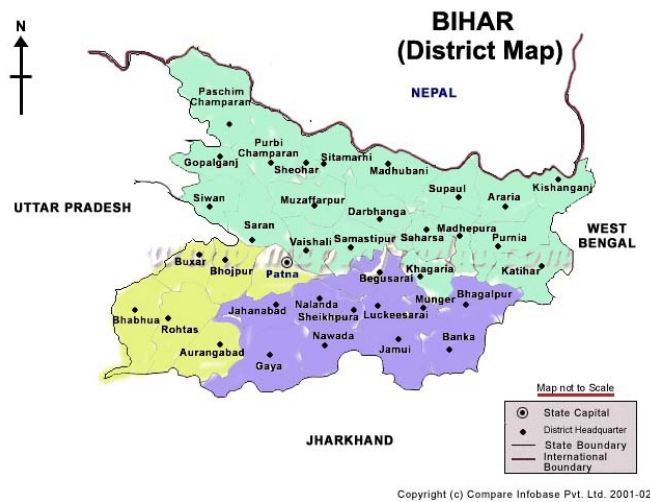 BIHAR
(District Map)
N
NEPAL
UTTAR PRADESH
WEST
BENGAL
JHARKHAND
Paschim
Champaran
Purbi
Champaran
Gopalganj
Sheohar
Sitamarhi
Madhubani
Supaul
Araria
Kishanganj
Siwan
Muzaffarpur
Darbhanga
Saran
Vaishali
Samastipur
Saharsa
Madhepura
Purnia
Katihar
Buxar
Bhojpur
Patna
Begusarai
Khagaria
Munger
Bhagalpur
Bhabhua
Rohtas
Jahanabad
Nalanda
Sheikhpura
Luckeesarai
Aurangabad
Gaya
Nawada
Jamui
Banka
Map not to Scale
State Capital
District Headquarter
State Boundary
International
Boundary
Copyright (c) Compare Infobase Pvt. Ltd. 2001-02